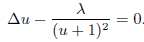 Δu − λ/(u + 1)² = 0.